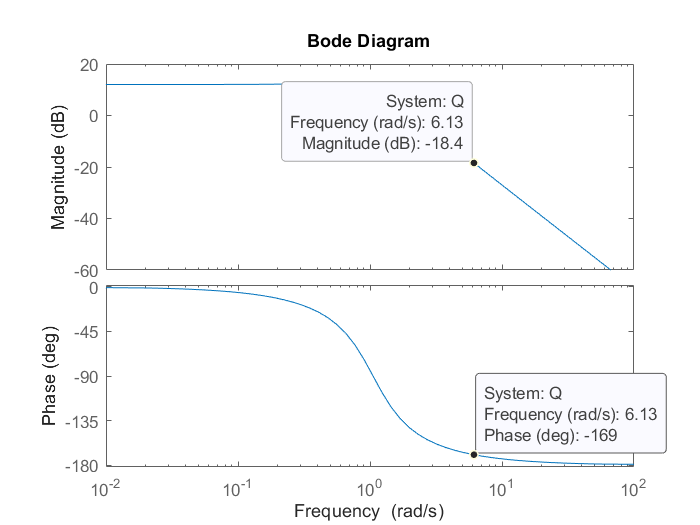 Bode Diagram
Magnitude (dB)
20
0
-20
-40
-60
System: Q
Frequency (rad/s): 6.13
Magnitude (dB): -18.4
Phase (deg)
0
-45
-90
-135
-180
System: Q
Frequency (rad/s): 6.13
Phase (deg): -169
10^-2
10^-1
10^0
10^1
10^2
Frequency (rad/s)